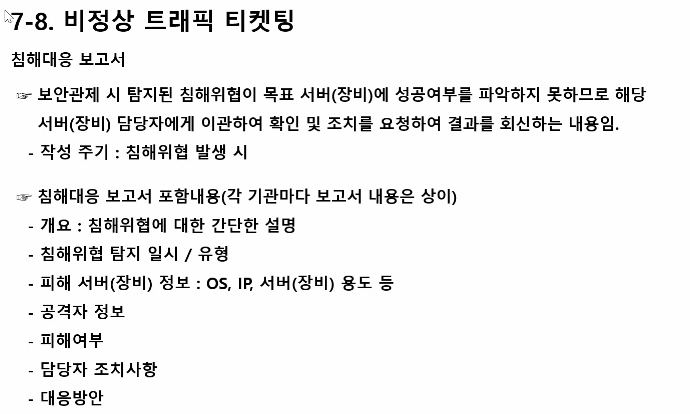 7-8. 비정상 트래픽 티켓팅
침해대응 보고서
☞ 보안관제 시 탐지된 침해위협이 목표 서버(장비)에 성공여부를 파악하지 못하므로 해당
서버(장비) 담당자에게 이관하여 확인 및 조치를 요청하여 결과를 회신하는 내용임.
- 작성 주기 : 침해위협 발생 시
☞ 침해대응 보고서 포함내용(각 기관마다 보고서 내용은 상이)
- 개요 : 침해위협에 대한 간단한 설명
- 침해위협 탐지 일시 / 유형
- 피해 서버(장비) 정보 : OS, IP, 서버(장비) 용도 등
- 공격자 정보
- 피해여부
- 담당자 조치사항
- 대응방안